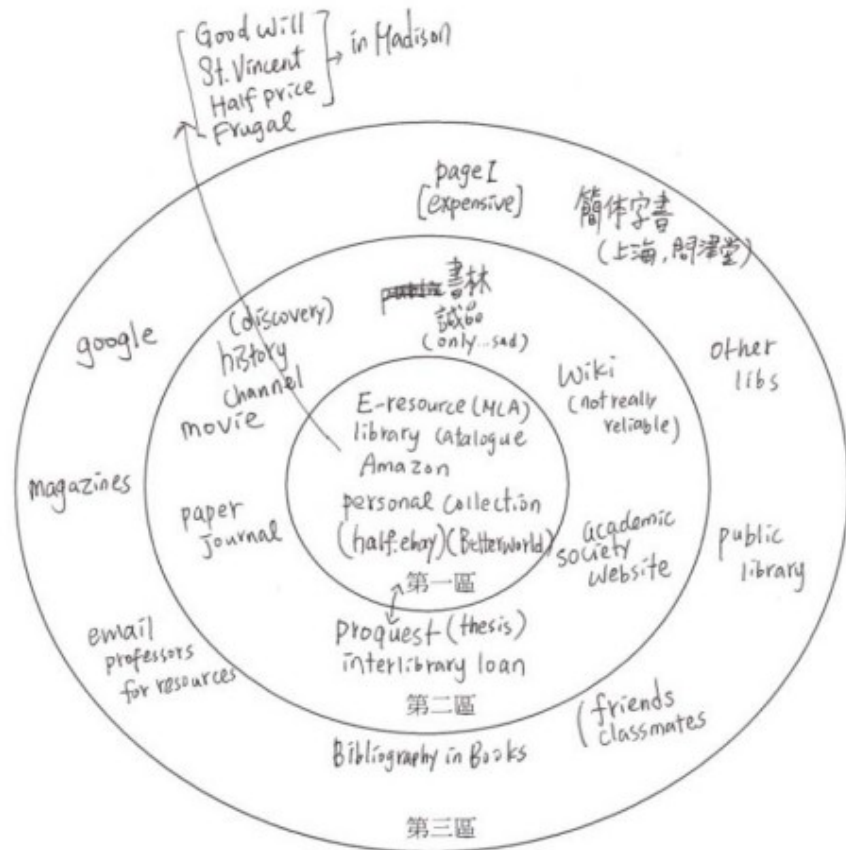 Good Will
St. Vincent
Half price
Frugal
in Madison
page I
[expensive]
簡体字書
(上海, 問津堂)
google
(discovery)
history
channel
movie
書林
誠品
(only...sad)
Wiki
(not really
reliable)
other
libs
E-resource (MLA)
library catalogue
Amazon
personal collection
(half.ebay) (Betterworld)
第一區
magazines
paper
journal
academic
society
website
public
library
proquest (thesis)
interlibrary loan
第二區
email
professors
for resources
(friends
classmates
Bibliography in Books
第三區